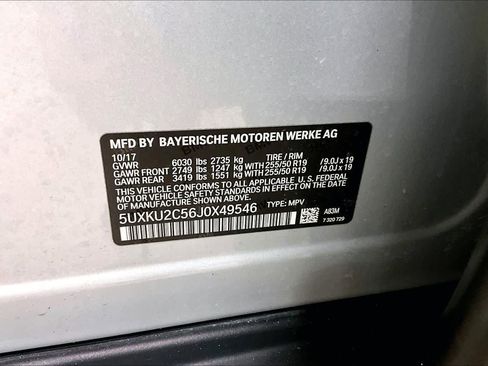 MFD BY BAYERISCHE MOTOREN WERKE AG
10/17
GVWR 6030 lbs 2735 kg TIRE / RIM
GAWR FRONT 2749 lbs 1247 kg WITH 255/50 R19 /9.0J x 19
GAWR REAR 3419 lbs 1551 kg WITH 255/50 R19 /9.0J x 19
THIS VEHICLE CONFORMS TO ALL APPLICABLE U. S. FEDERAL
MOTOR VEHICLE SAFETY STANDARDS
IN EFFECT ON THE DATE OF
MANUFACTURE SHOWN ABOVE.
5UXKU2C56J0X49546 TYPE: MPV
A83M
7 320 729